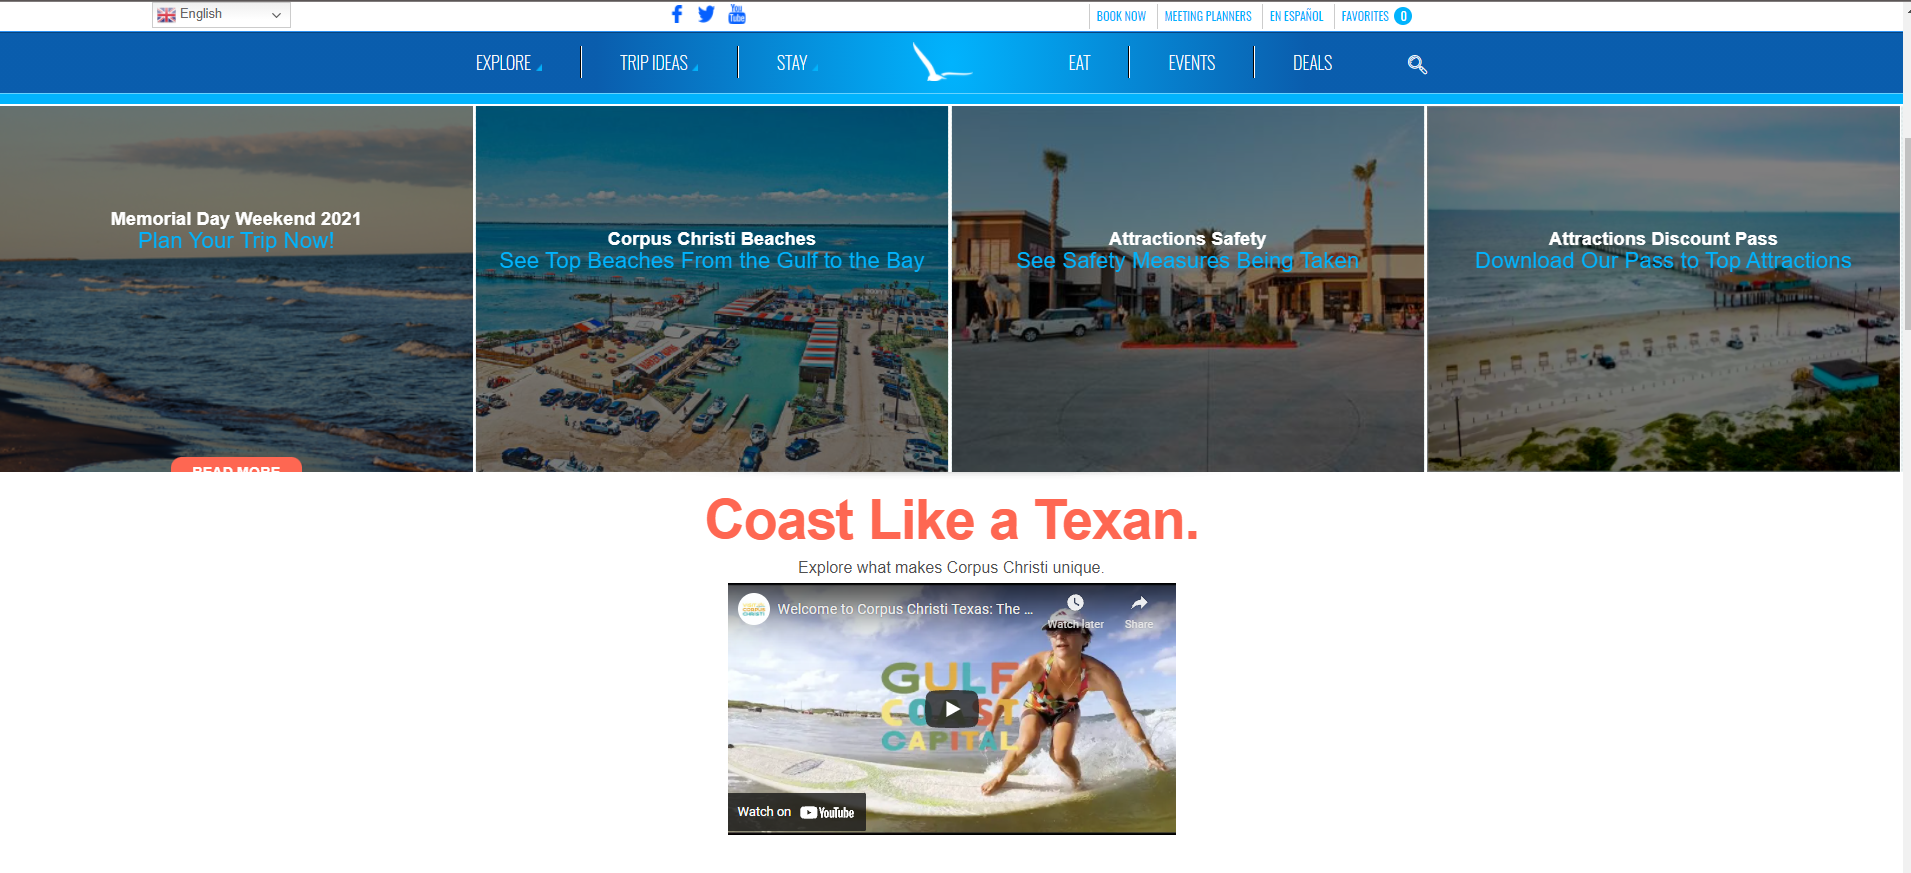 English
You
Tube
BOOK NOW
MEETING PLANNERS
EN ESPAÑOL
FAVORITES 0
EXPLORE
TRIP IDEAS
STAY
EAT
EVENTS
DEALS
Memorial Day Weekend 2021
Plan Your Trip Now!
READ MORE
Corpus Christi Beaches
See Top Beaches From the Gulf to the Bay
Attractions Safety
See Safety Measures Being Taken
Attractions Discount Pass
Download Our Pass to Top Attractions
Coast Like a Texan.
Explore what makes Corpus Christi unique.
Welcome to Corpus Christi Texas: The ...
Watch later
Share
GULF
COAST
CAPITAL
Watch on YouTube